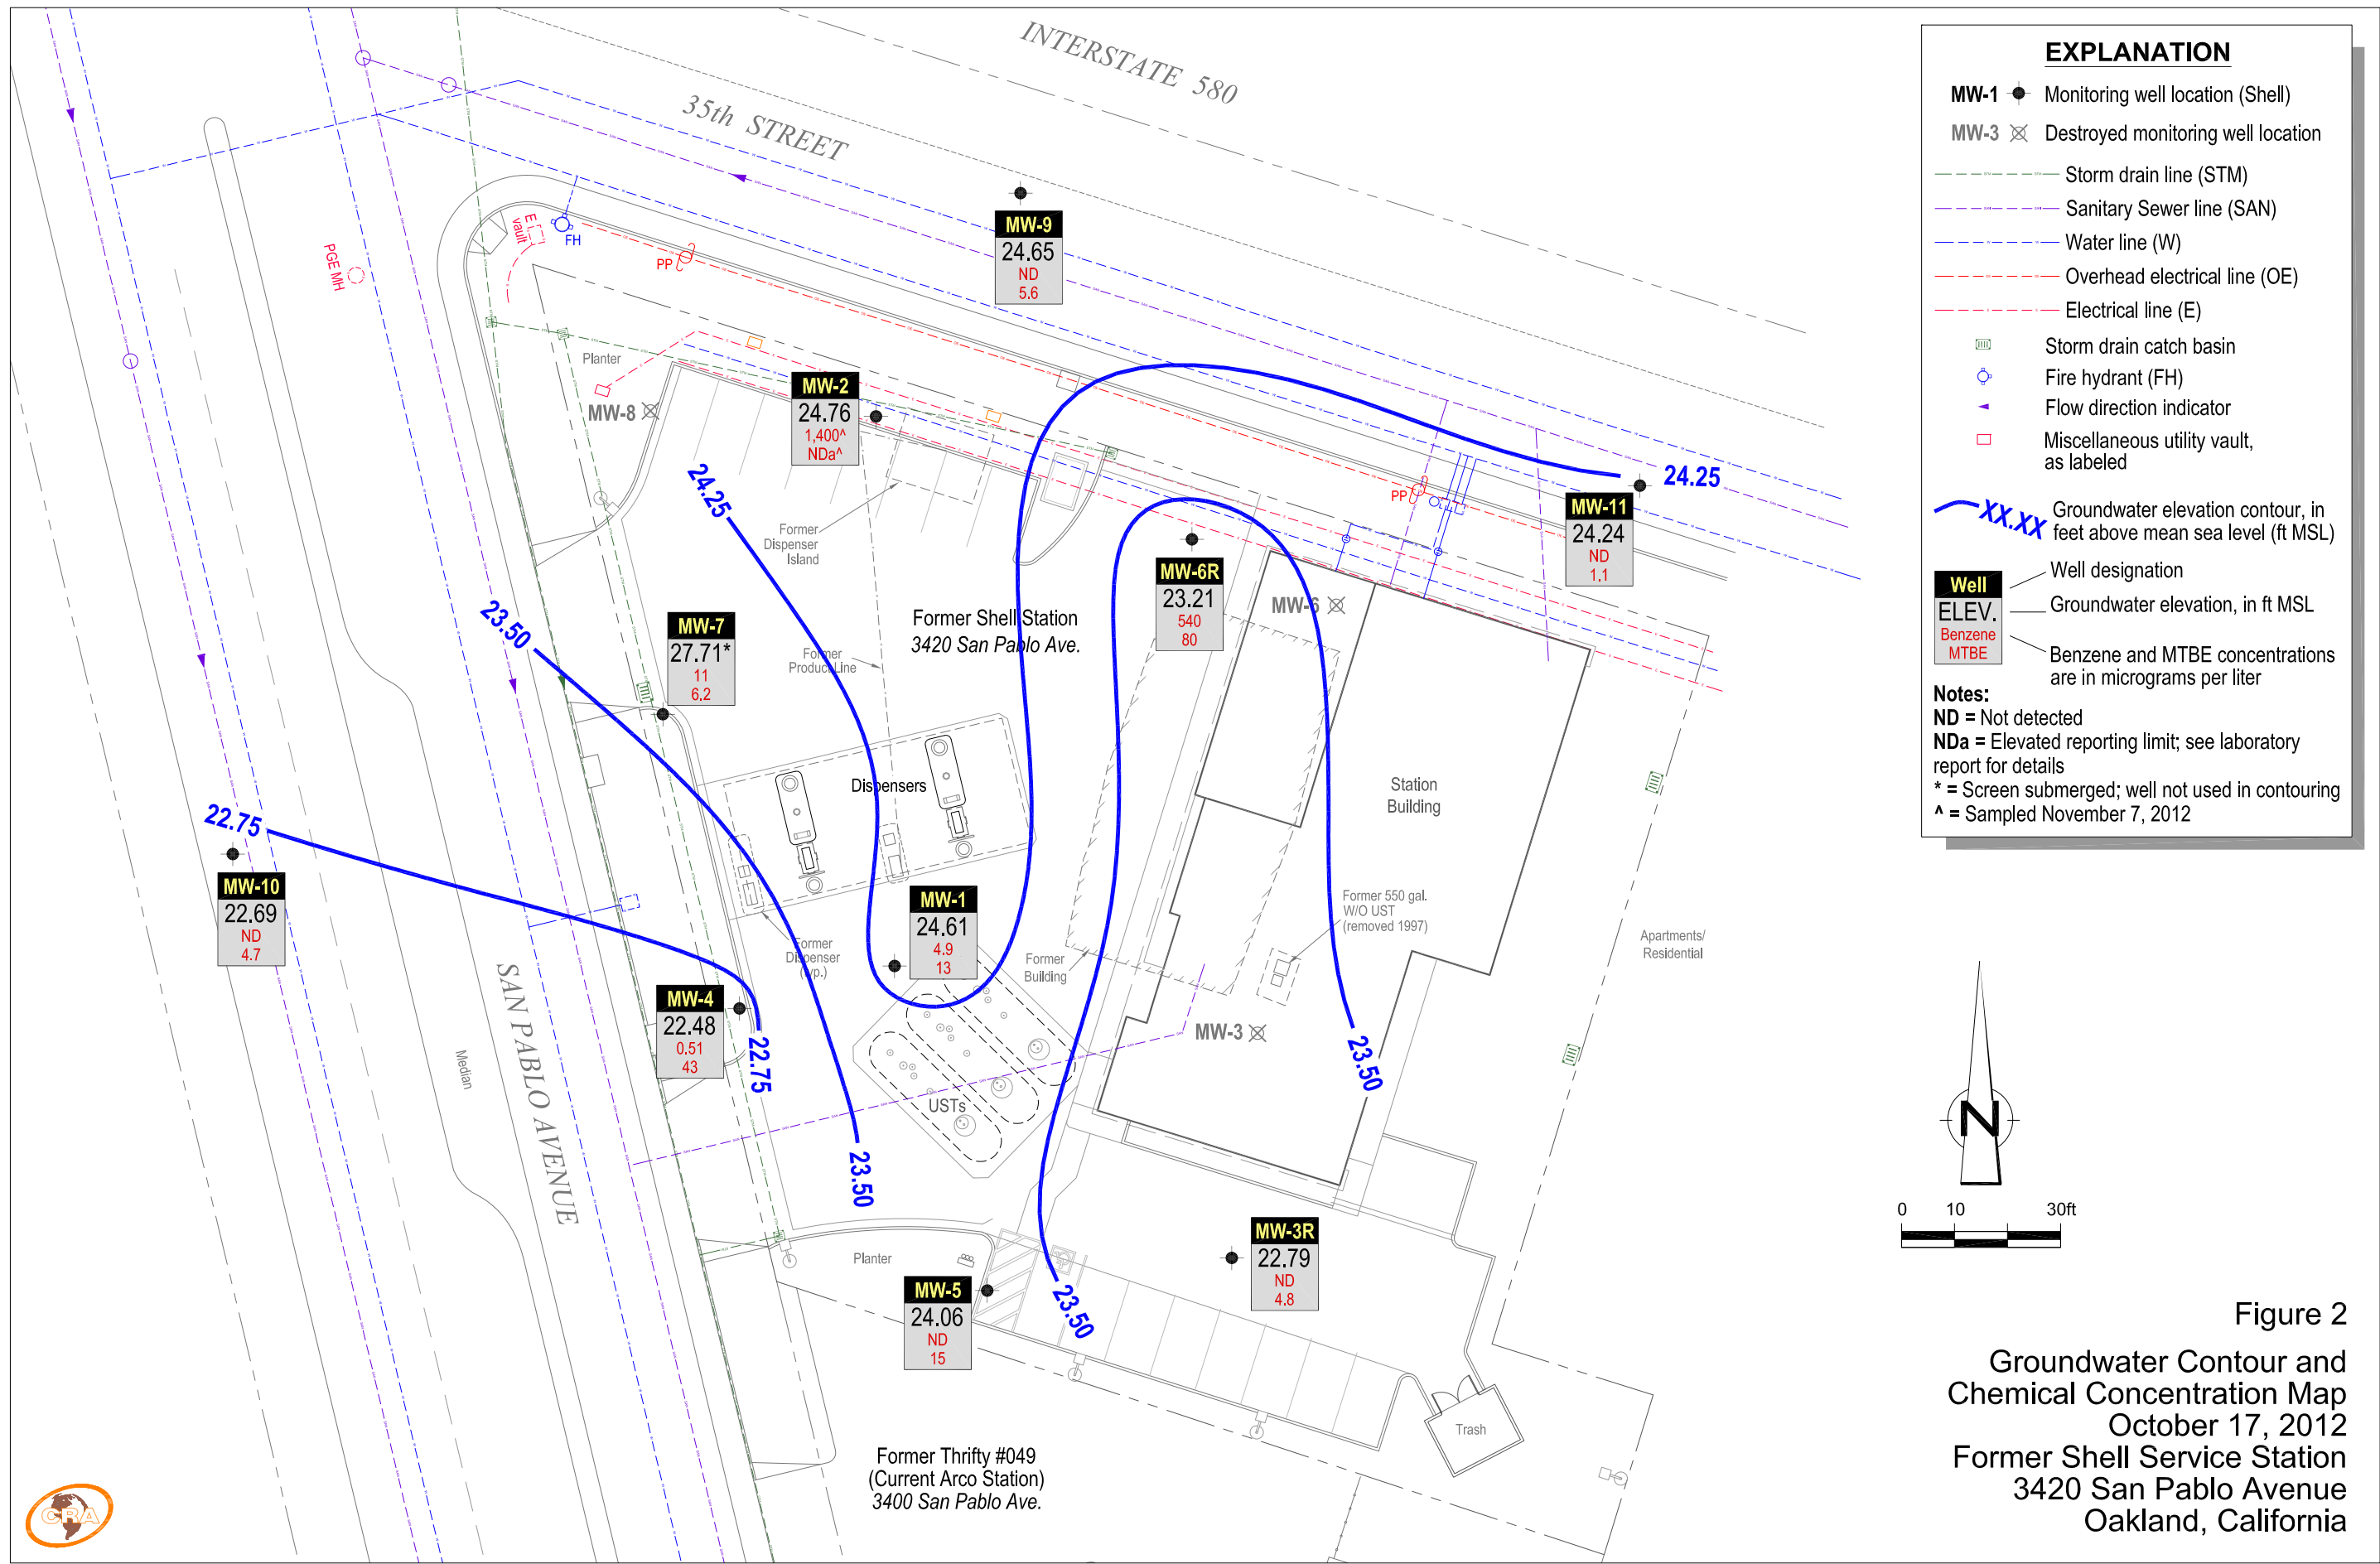 INTERSTATE 580
35th STREET
E
vault
FH
PGE MH
PP
MW-9
24.65
ND
5.6
Planter
MW-8
MW-2
24.76
1,400^
NDa^
24.25
Former
Dispenser
Island
23.50
MW-7
27.71*
11
6.2
Former
Product Line
Former Shell Station
3420 San Pablo Ave.
MW-6R
23.21
540
80
MW-6
PP
24.25
MW-11
24.24
ND
1.1
Dispensers
Station
Building
22.75
MW-10
22.69
ND
4.7
MW-1
24.61
4.9
13
Former
Dispenser
(typ.)
Former
Building
Former 550 gal.
W/O UST
(removed 1997)
Apartments/
Residential
MW-4
22.48
0.51
43
22.75
MW-3
23.50
USTs
23.50
Median
SAN PABLO AVENUE
Planter
MW-5
24.06
ND
15
23.50
MW-3R
22.79
ND
4.8
Trash
Former Thrifty #049
(Current Arco Station)
3400 San Pablo Ave.
CRA
EXPLANATION
MW-1 Monitoring well location (Shell)
MW-3 Destroyed monitoring well location
Storm drain line (STM)
Sanitary Sewer line (SAN)
Water line (W)
Overhead electrical line (OE)
Electrical line (E)
Storm drain catch basin
Fire hydrant (FH)
Flow direction indicator
Miscellaneous utility vault,
as labeled
XX.XX Groundwater elevation contour, in
feet above mean sea level (ft MSL)
Well
ELEV.
Benzene
MTBE
Well designation
Groundwater elevation, in ft MSL
Benzene and MTBE concentrations
are in micrograms per liter
Notes:
ND = Not detected
NDa = Elevated reporting limit; see laboratory
report for details
* = Screen submerged; well not used in contouring
^ = Sampled November 7, 2012
N
0 10 30ft
Figure 2
Groundwater Contour and
Chemical Concentration Map
October 17, 2012
Former Shell Service Station
3420 San Pablo Avenue
Oakland, California